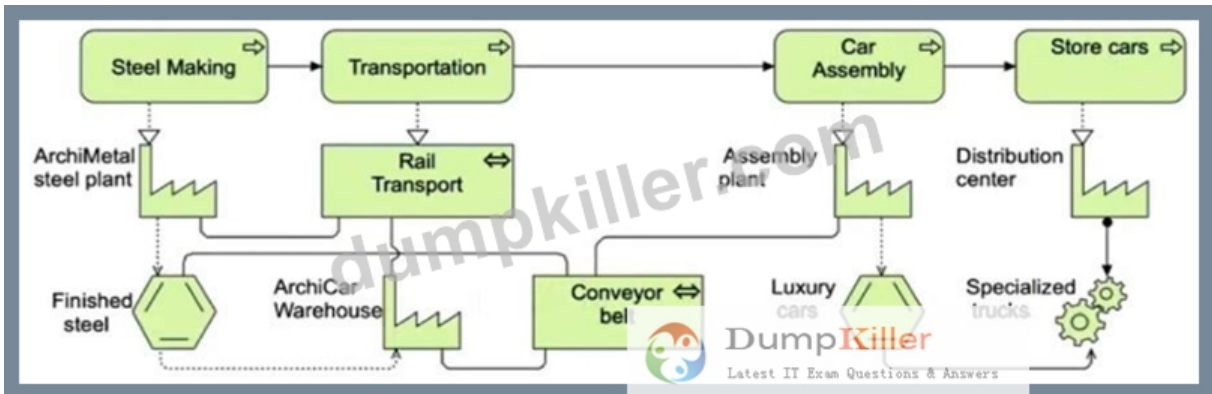 Steel Making
Transportation
Car
Assembly
Store cars
ArchiMetal
steel plant
Rail
Transport
Assembly
plant
Distribution
center
Finished
steel
ArchiCar
Warehouse
Conveyor
belt
Luxury
cars
Specialized
trucks
dumpkiller.com
DumpKiller
Latest IT Exam Questions & Answers